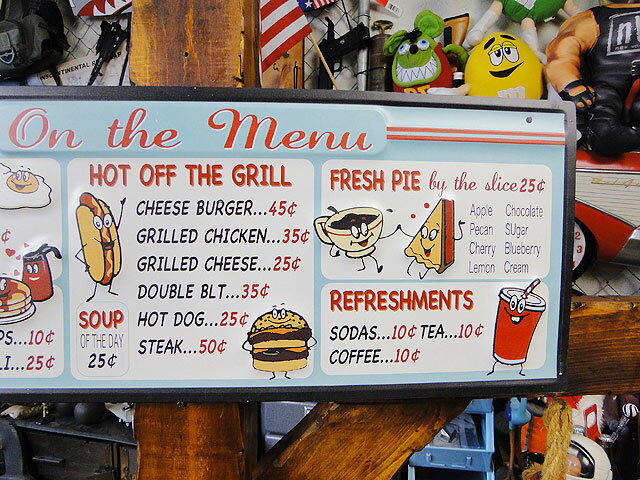 On the Menu
HOT OFF THE GRILL
CHEESE BURGER...45¢
GRILLED CHICKEN...35¢
GRILLED CHEESE...25¢
DOUBLE BLT...35¢
HOT DOG...25¢
STEAK...50¢
SOUP
OF THE DAY
25¢
¢
PS...10¢
LI...25¢
FRESH PIE by the slice 25¢
Apple Chocolate
Pecan SUgar
Cherry Blueberry
Lemon Cream
REFRESHMENTS
SODAS...10¢ TEA...10¢
COFFEE...10¢